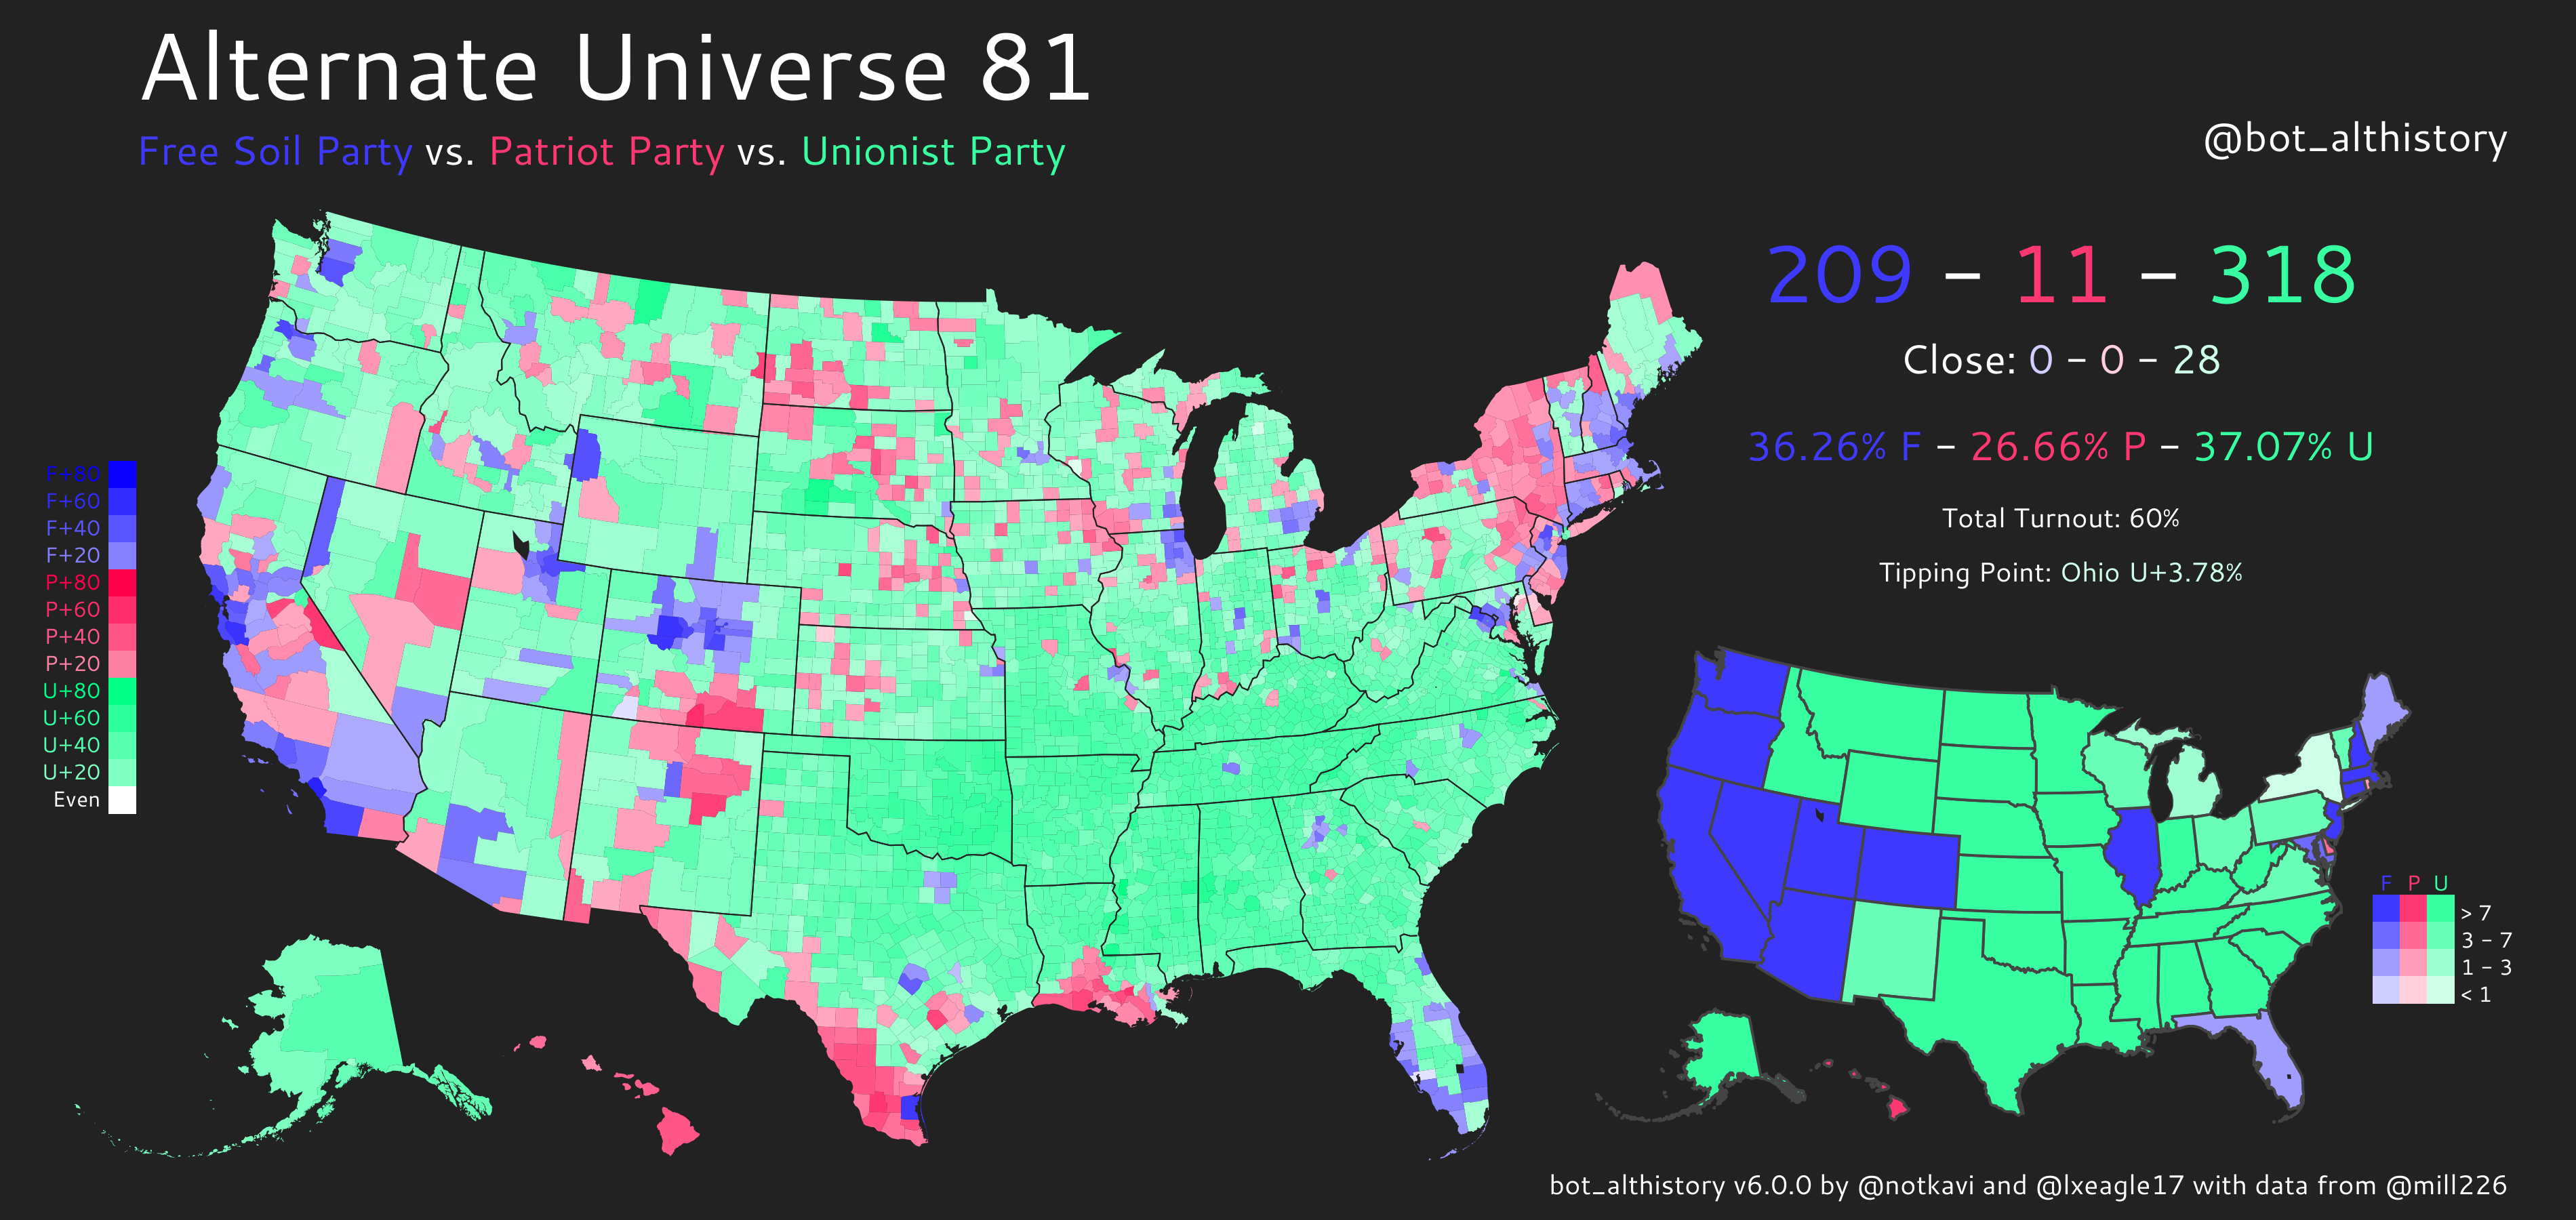 Alternate Universe 81
Free Soil Party vs. Patriot Party vs. Unionist Party
@bot_althistory
209 – 11 – 318
Close: 0 – 0 – 28
36.26% F – 26.66% P – 37.07% U
Total Turnout: 60%
Tipping Point: Ohio U+3.78%
F+80
F+60
F+40
F+20
P+80
P+60
P+40
P+20
U+80
U+60
U+40
U+20
Even
F P U
> 7
3 – 7
1 – 3
< 1
bot_althistory v6.0.0 by @notkavi and @lxeagle17 with data from @mill226